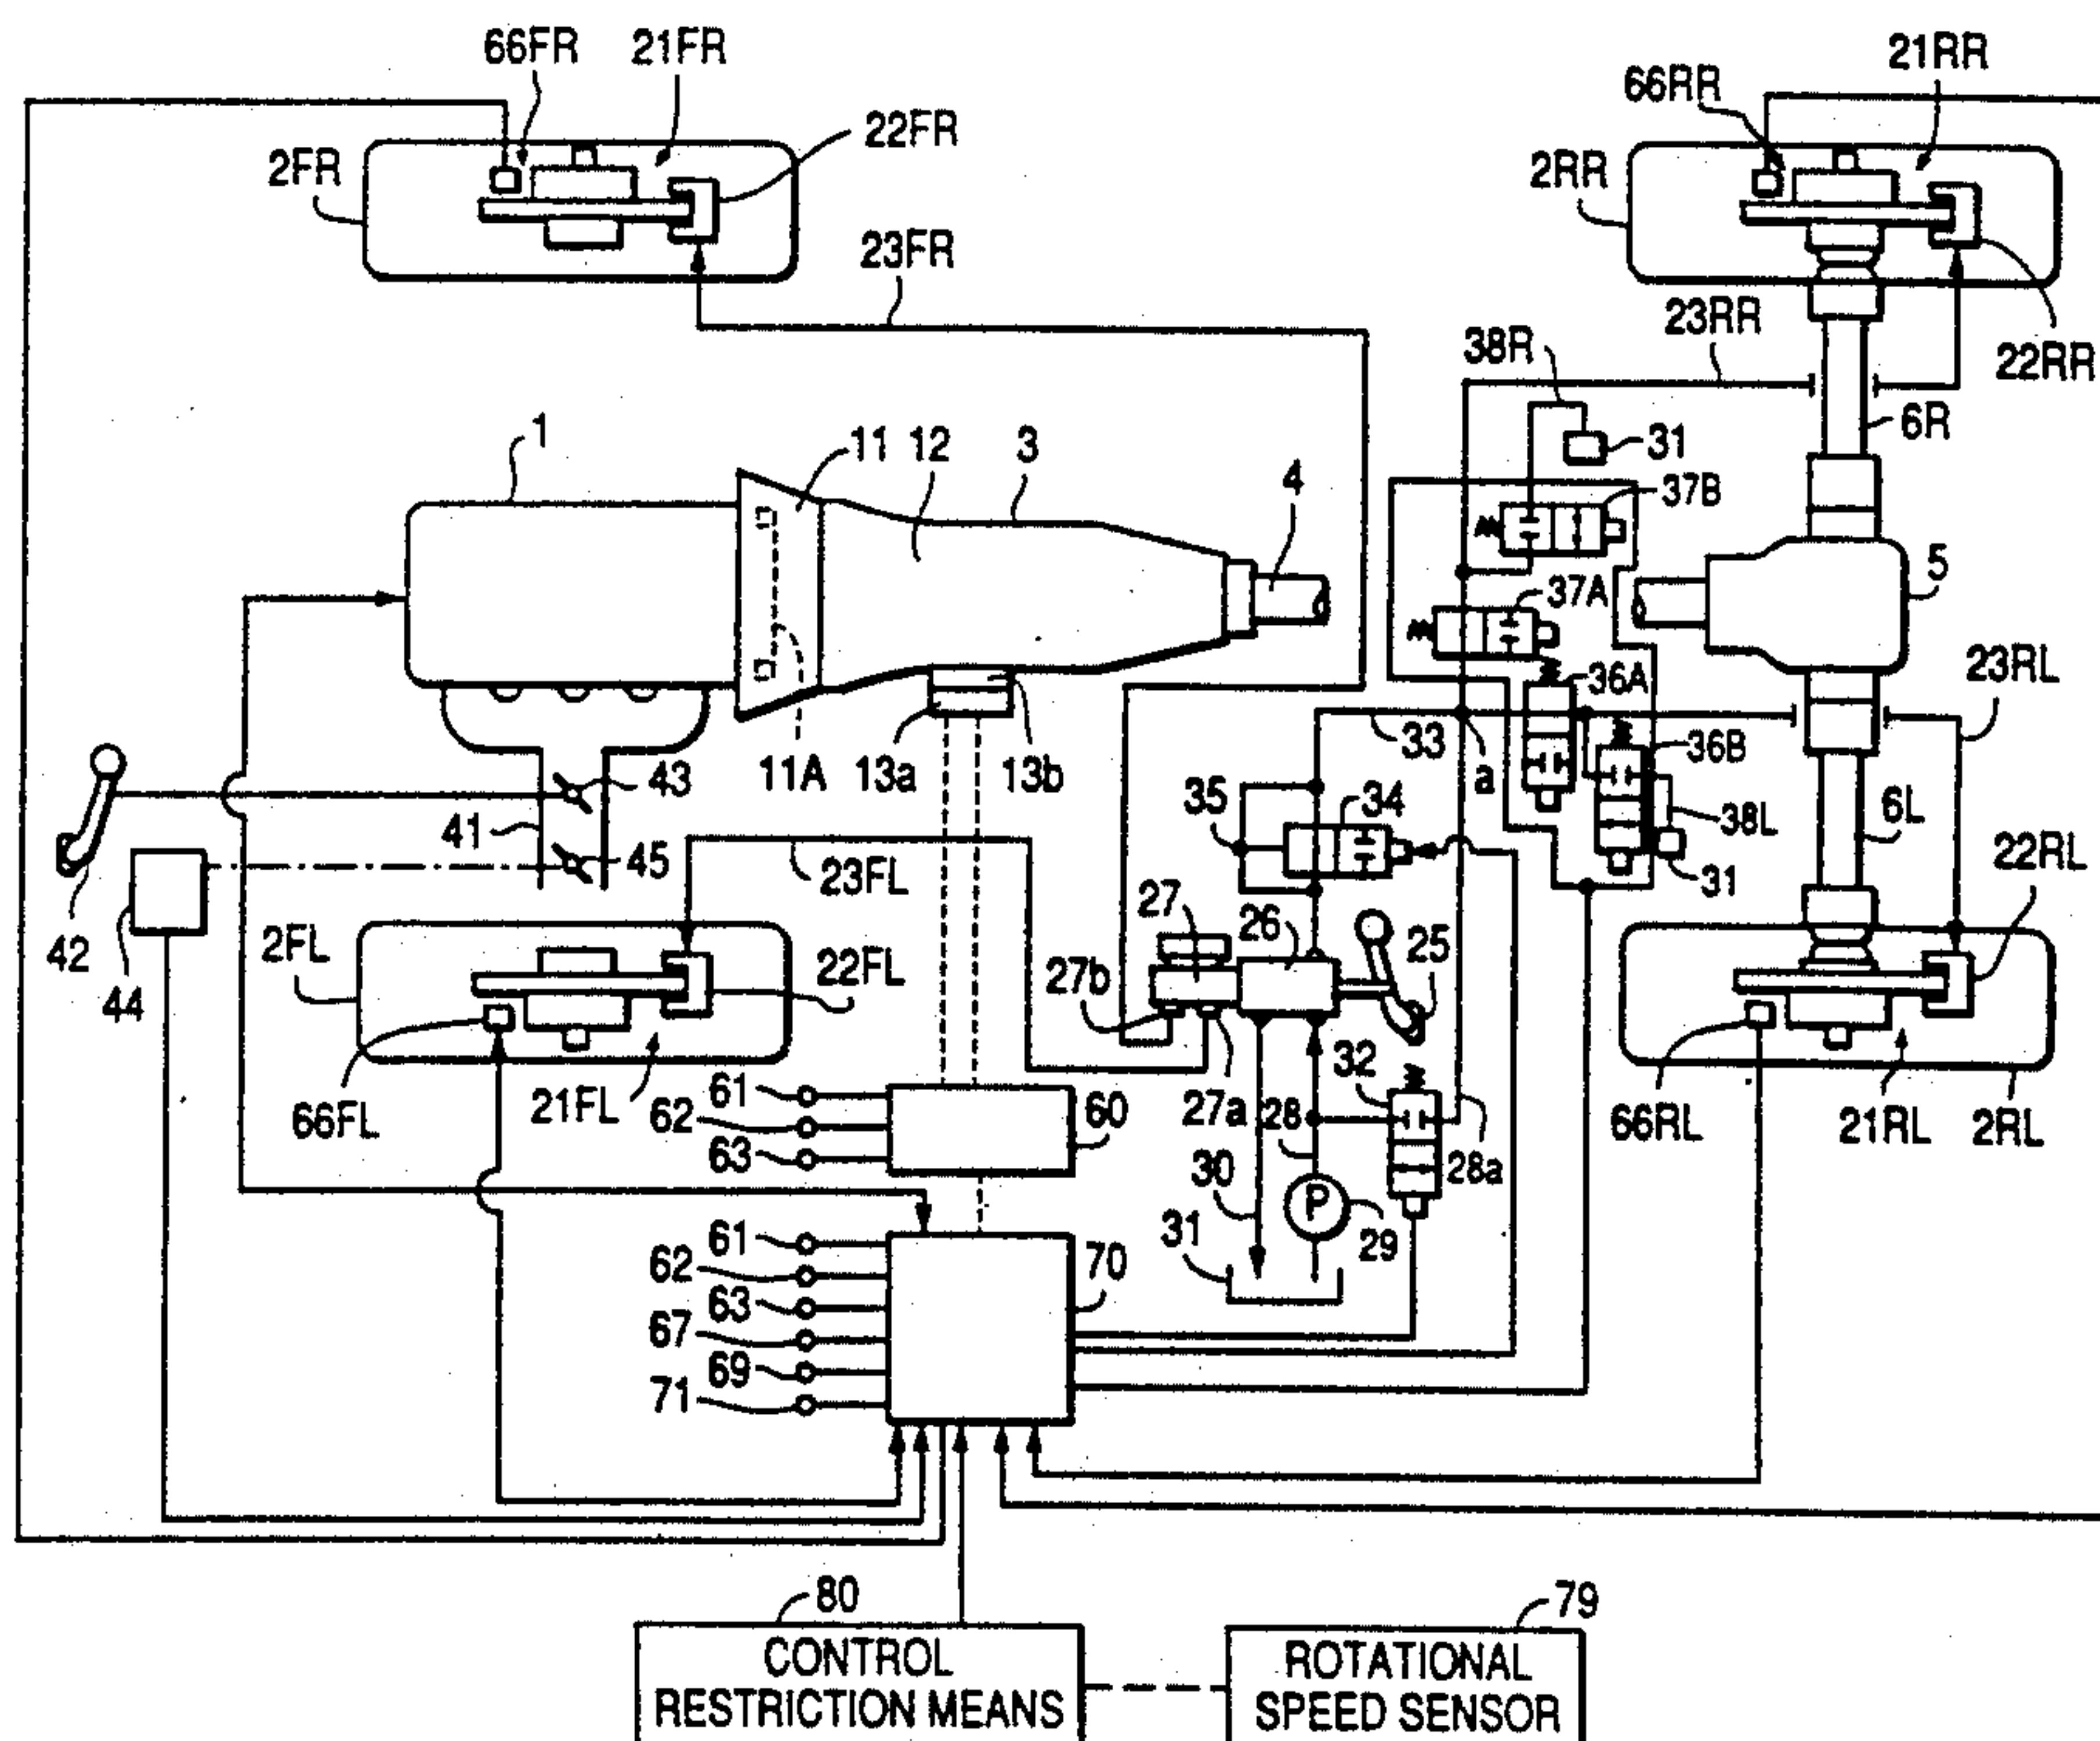 66FR 21FR 21RR
66RR
22FR
2FR 2RR
23FR
23RR
38R 22RR
6R
1 11 12 3 31
4 37B
5
37A
23RL
36A
33 36B
11A 13a 13b a
43 35 34 6L
41 38L
45 22RL
23FL 31
27 26
2FL 25
42 22FL 27b
44
32
61 60
66FL 21FL 62 27a 28 66RL 21RL 2RL
63 30 28a
61 31 P 29
62 70
63
67
69
71
80 79
CONTROL ROTATIONAL
RESTRICTION MEANS SPEED SENSOR